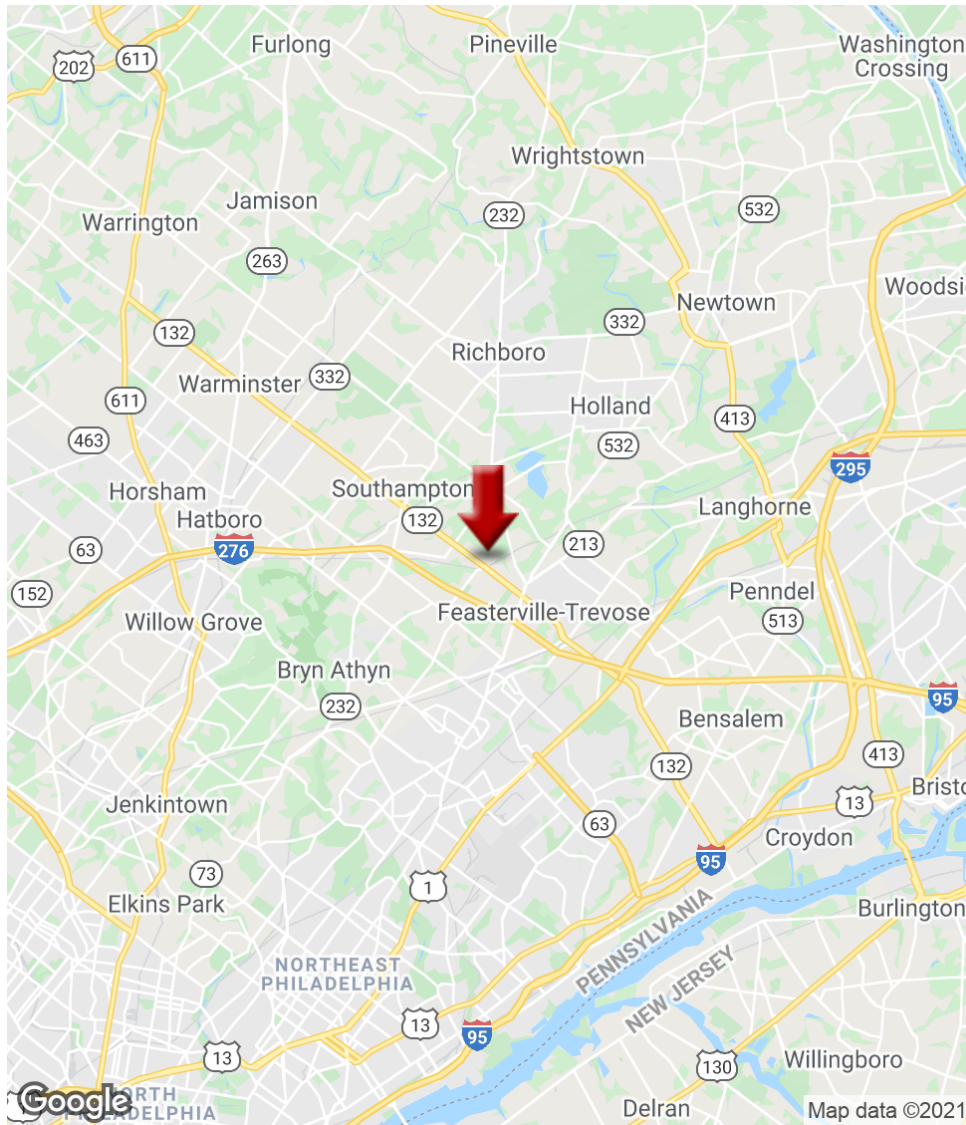 Furlong
Pineville
Washington
Crossing
611
202
Wrightstown
Jamison
232
532
Warrington
263
Woodsi
Newtown
332
132
Richboro
Warminster
332
611
Holland
413
463
532
295
Southampton
Horsham
Langhorne
Hatboro
132
63
276
213
152
Penndel
Feasterville-Trevose
513
Willow Grove
Bryn Athyn
95
232
Bensalem
413
132
Bristo
Jenkintown
13
63
Croydon
95
73
1
Elkins Park
PENNSYLVANIA
Burlington
NORTHEAST
PHILADELPHIA
NEW JERSEY
13
95
13
130
Willingboro
Google
Delran
Map data ©2021